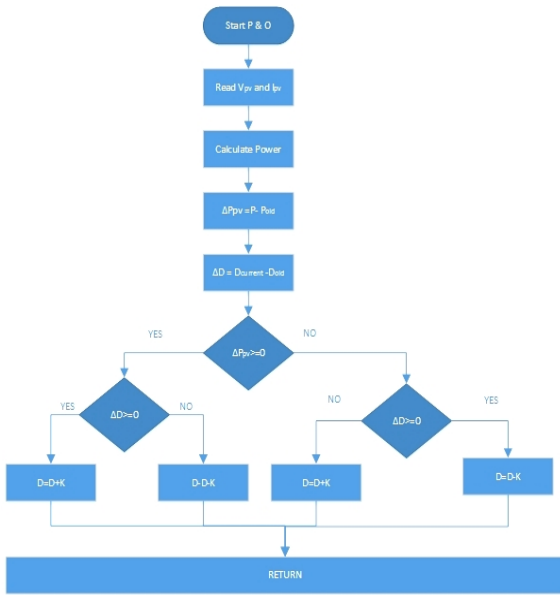 Start P & O
Read Vpv and Ipv
Calculate Power
ΔPpv =P- Pold
ΔD = Dcurrent -Dold
ΔPpv>=0
YES
NO
ΔD>=0
YES
NO
ΔD>=0
NO
YES
D=D+K
D-D-K
D=D+K
D=D-K
RETURN